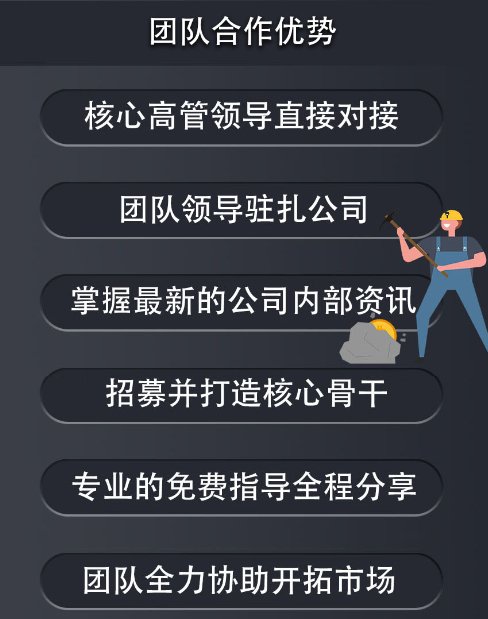 团队合作优势
核心高管领导直接对接
团队领导驻扎公司
掌握最新的公司内部资讯
招募并打造核心骨干
专业的免费指导全程分享
团队全力协助开拓市场